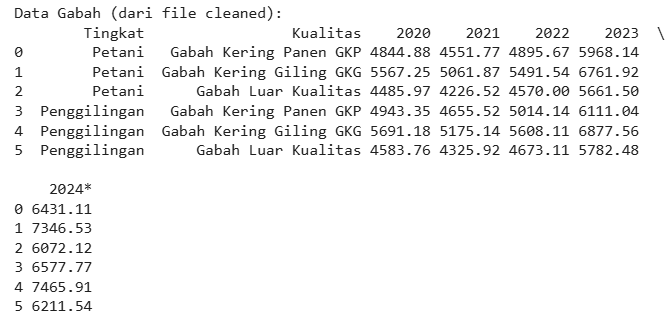 Data Gabah (dari file cleaned):
Tingkat Kualitas 2020 2021 2022 2023 \
0 Petani Gabah Kering Panen GKP 4844.88 4551.77 4895.67 5968.14
1 Petani Gabah Kering Giling GKG 5567.25 5061.87 5491.54 6761.92
2 Petani Gabah Luar Kualitas 4485.97 4226.52 4570.00 5661.50
3 Penggilingan Gabah Kering Panen GKP 4943.35 4655.52 5014.14 6111.04
4 Penggilingan Gabah Kering Giling GKG 5691.18 5175.14 5608.11 6877.56
5 Penggilingan Gabah Luar Kualitas 4583.76 4325.92 4673.11 5782.48
2024*
0 6431.11
1 7346.53
2 6072.12
3 6577.77
4 7465.91
5 6211.54